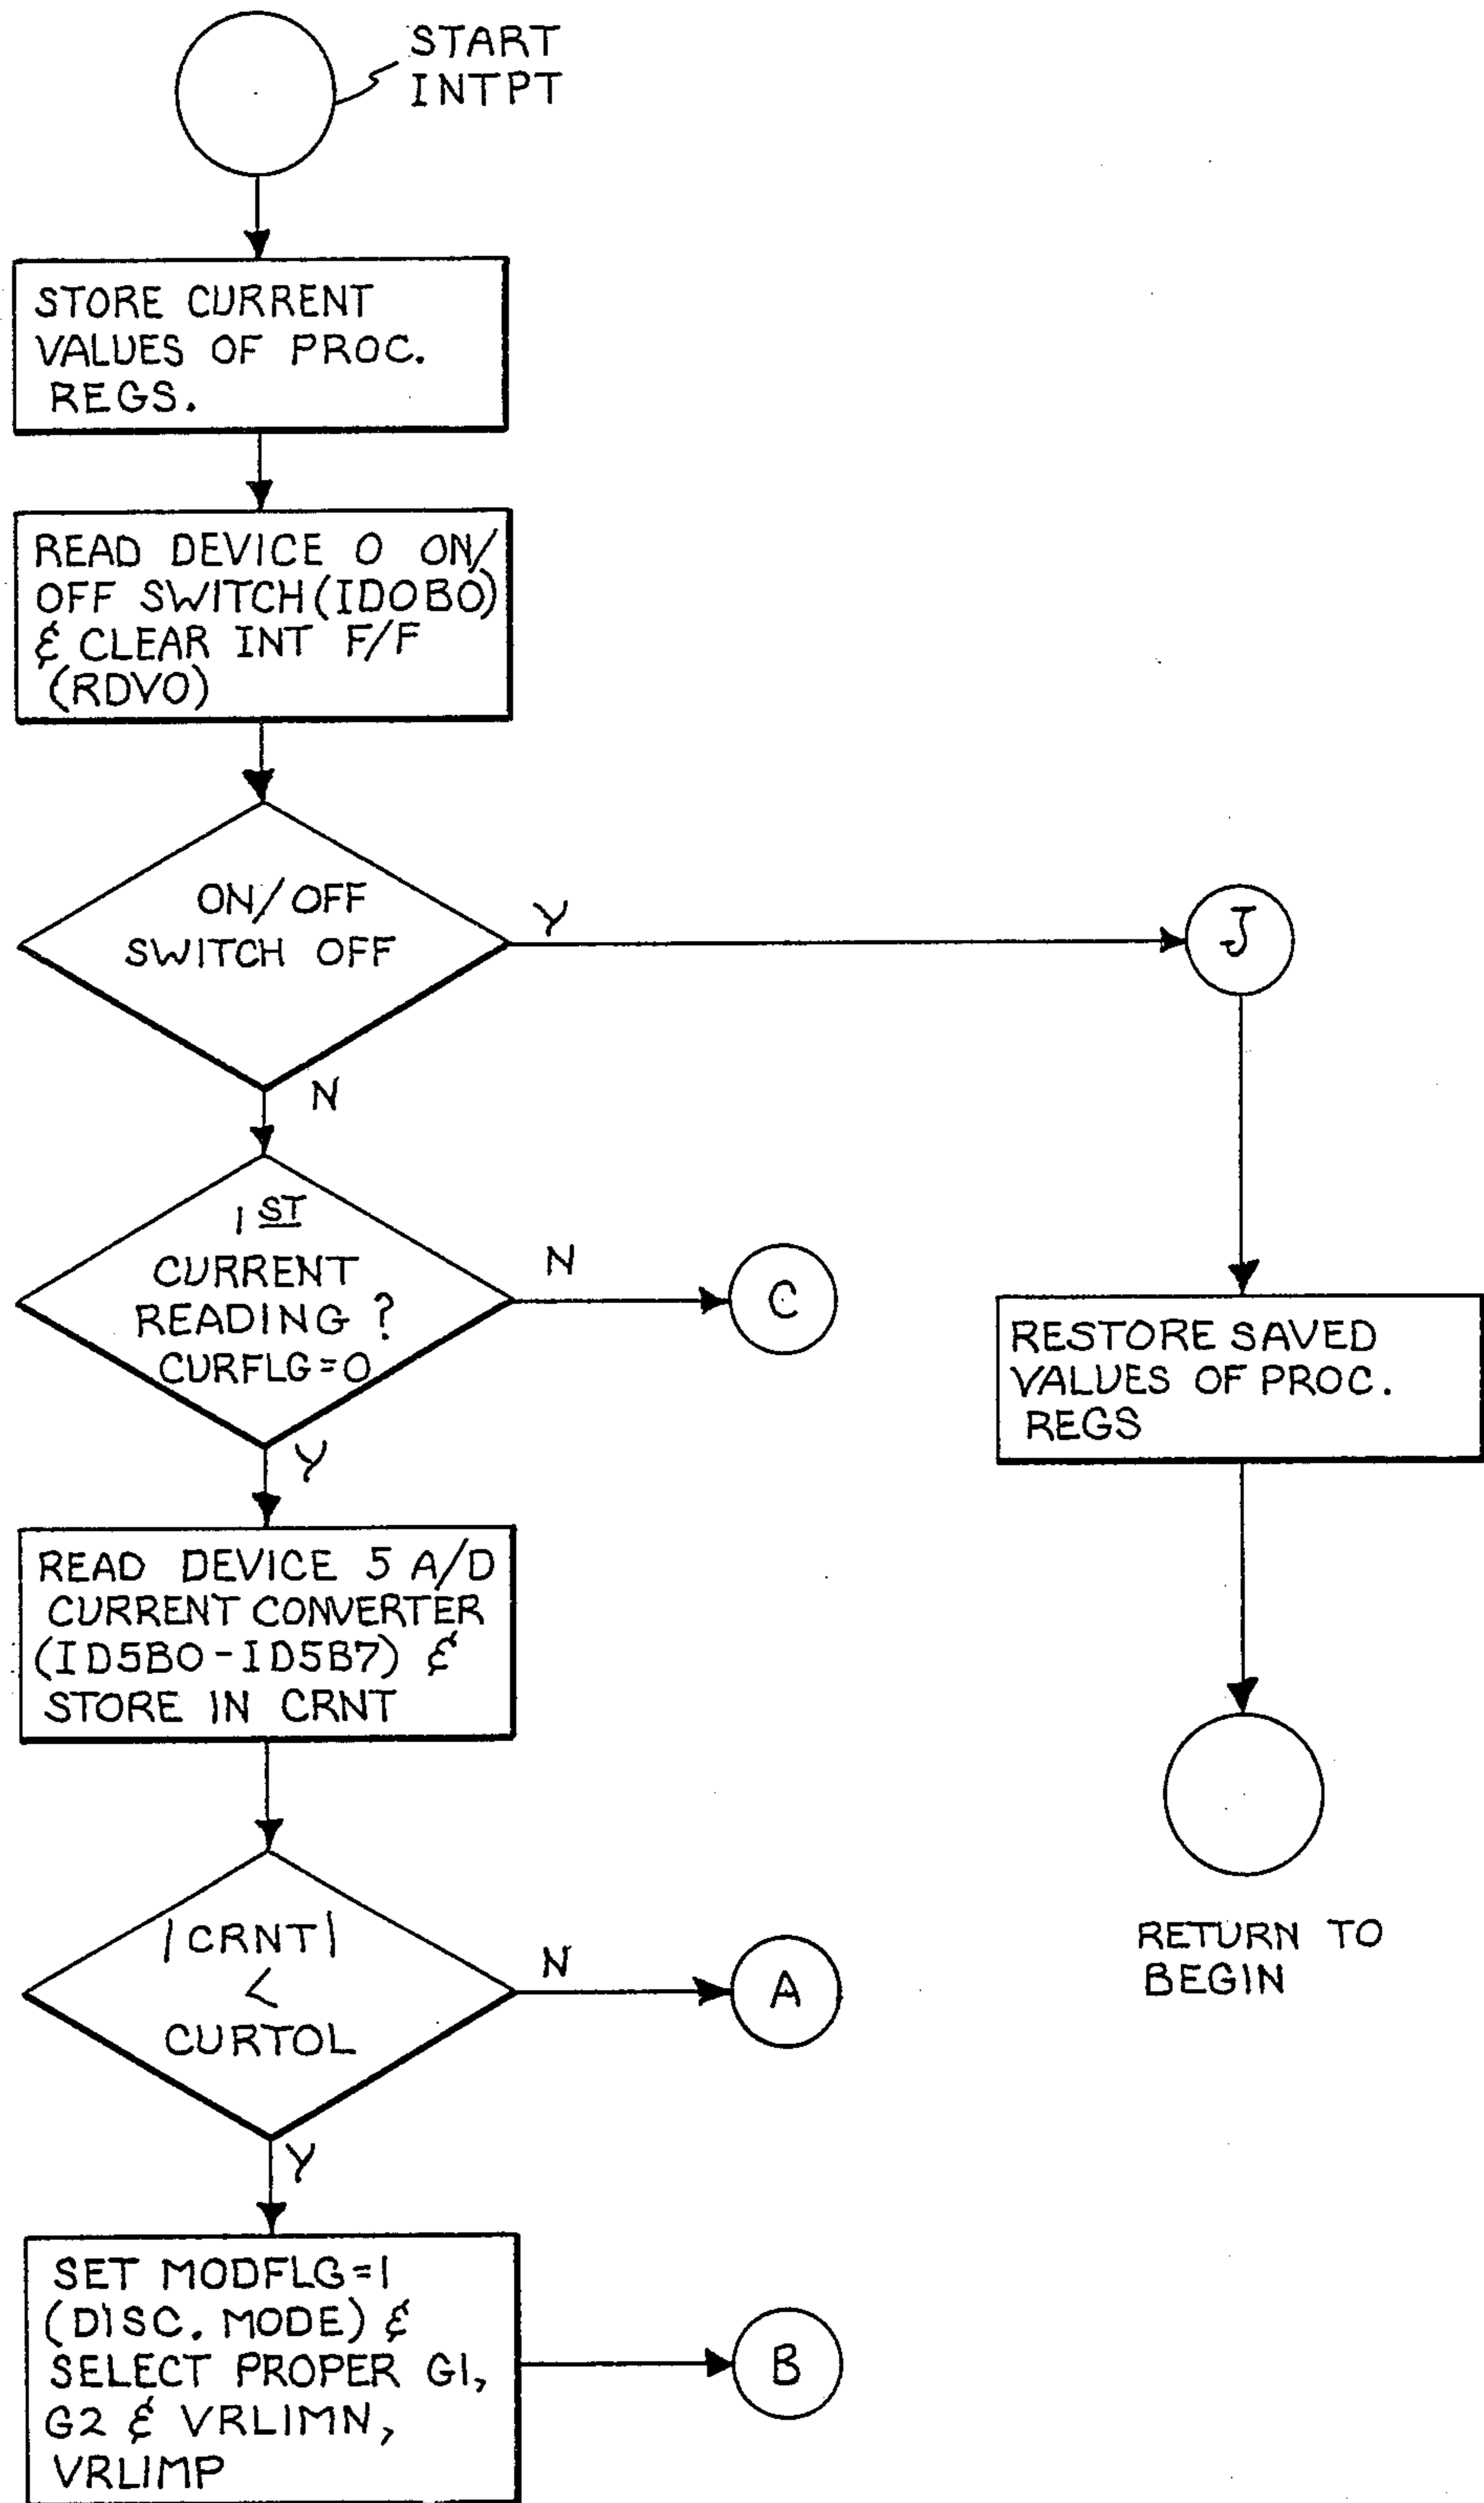 START
INTPT
STORE CURRENT
VALUES OF PROC.
REGS.
READ DEVICE 0 ON/
OFF SWITCH(ID0B0)
& CLEAR INT F/F
(RDV0)
ON/OFF
SWITCH OFF
Y
J
N
1ST
CURRENT
READING ?
CURFLG=0
N
C
Y
RESTORE SAVED
VALUES OF PROC.
REGS
READ DEVICE 5 A/D
CURRENT CONVERTER
(ID5B0-ID5B7) &
STORE IN CRNT
|CRNT|
<
CURTOL
N
A
Y
RETURN TO
BEGIN
SET MODFLG=1
(DISC. MODE) &
SELECT PROPER G1,
G2 & VRLIMN,
VRLIMP
B